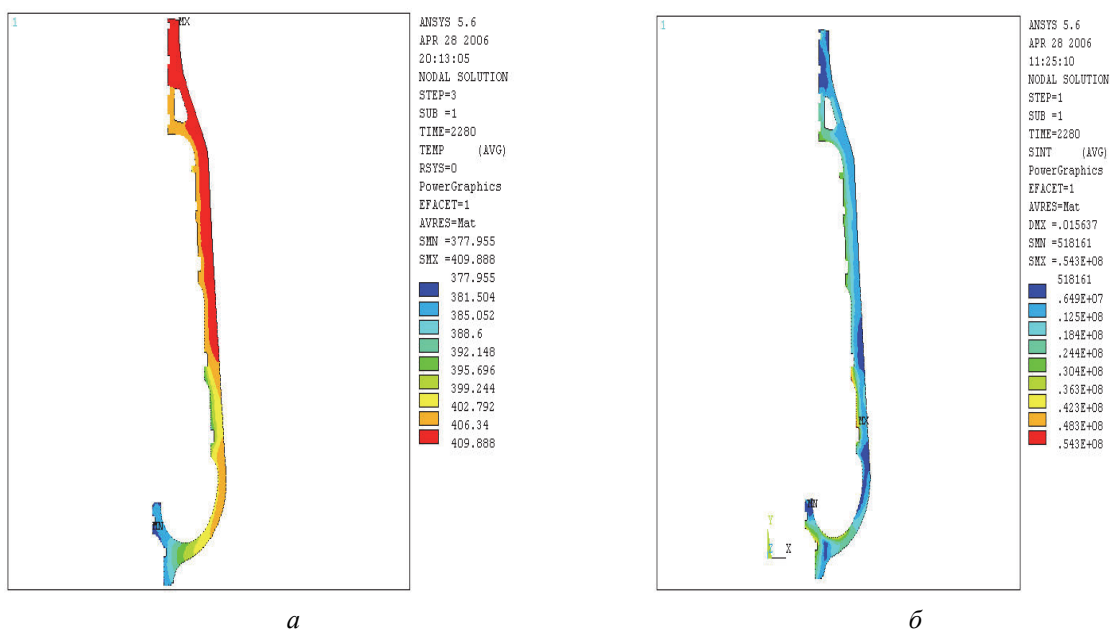 1
MX
MN
ANSYS 5.6
APR 28 2006
20:13:05
NODAL SOLUTION
STEP=3
SUB =1
TIME=2280
TEMP (AVG)
RSYS=0
PowerGraphics
EFACET=1
AVRES=Mat
SMN =377.955
SMX =409.888
377.955
381.504
385.052
388.6
392.148
395.696
399.244
402.792
406.34
409.888
а
1
MX
MN
Y
Z X
ANSYS 5.6
APR 28 2006
11:25:10
NODAL SOLUTION
STEP=1
SUB =1
TIME=2280
SINT (AVG)
PowerGraphics
EFACET=1
AVRES=Mat
DMX =.015637
SMN =518161
SMX =.543E+08
518161
.649E+07
.125E+08
.184E+08
.244E+08
.304E+08
.363E+08
.423E+08
.483E+08
.543E+08
б